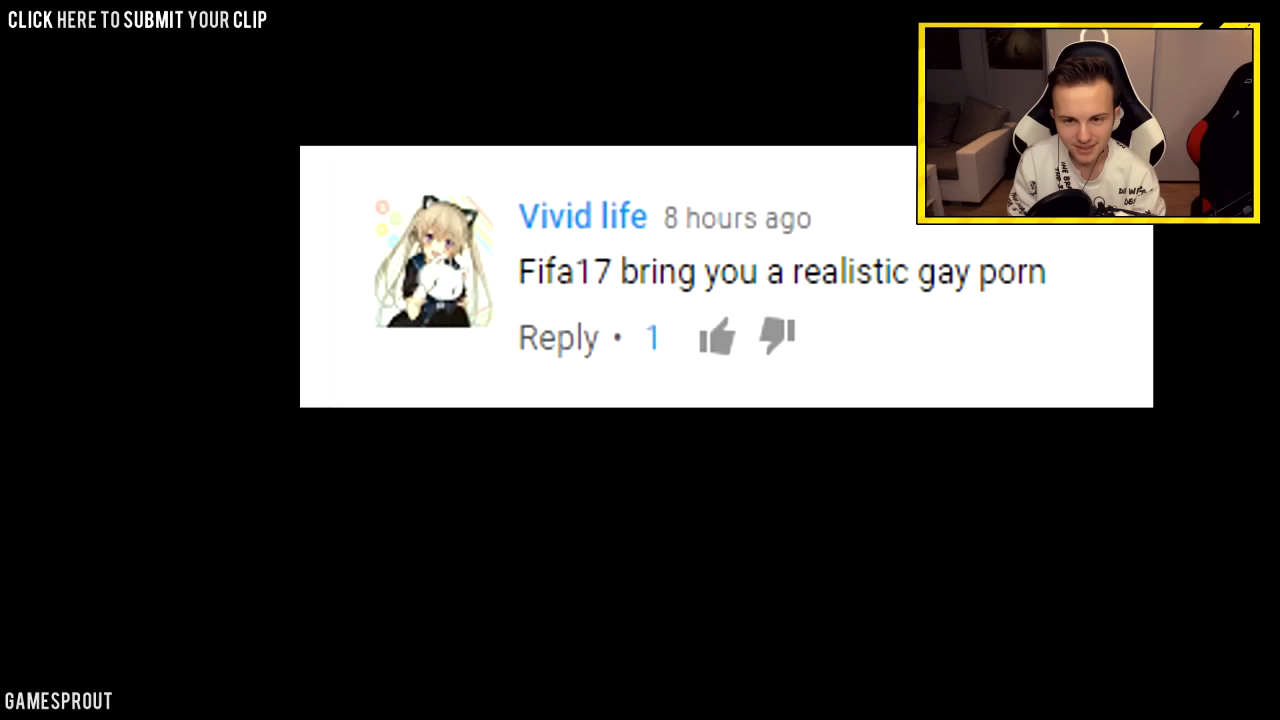 CLICK HERE TO SUBMIT YOUR CLIP
Vivid life 8 hours ago
Fifa17 bring you a realistic gay porn
Reply • 1
GAMESPROUT